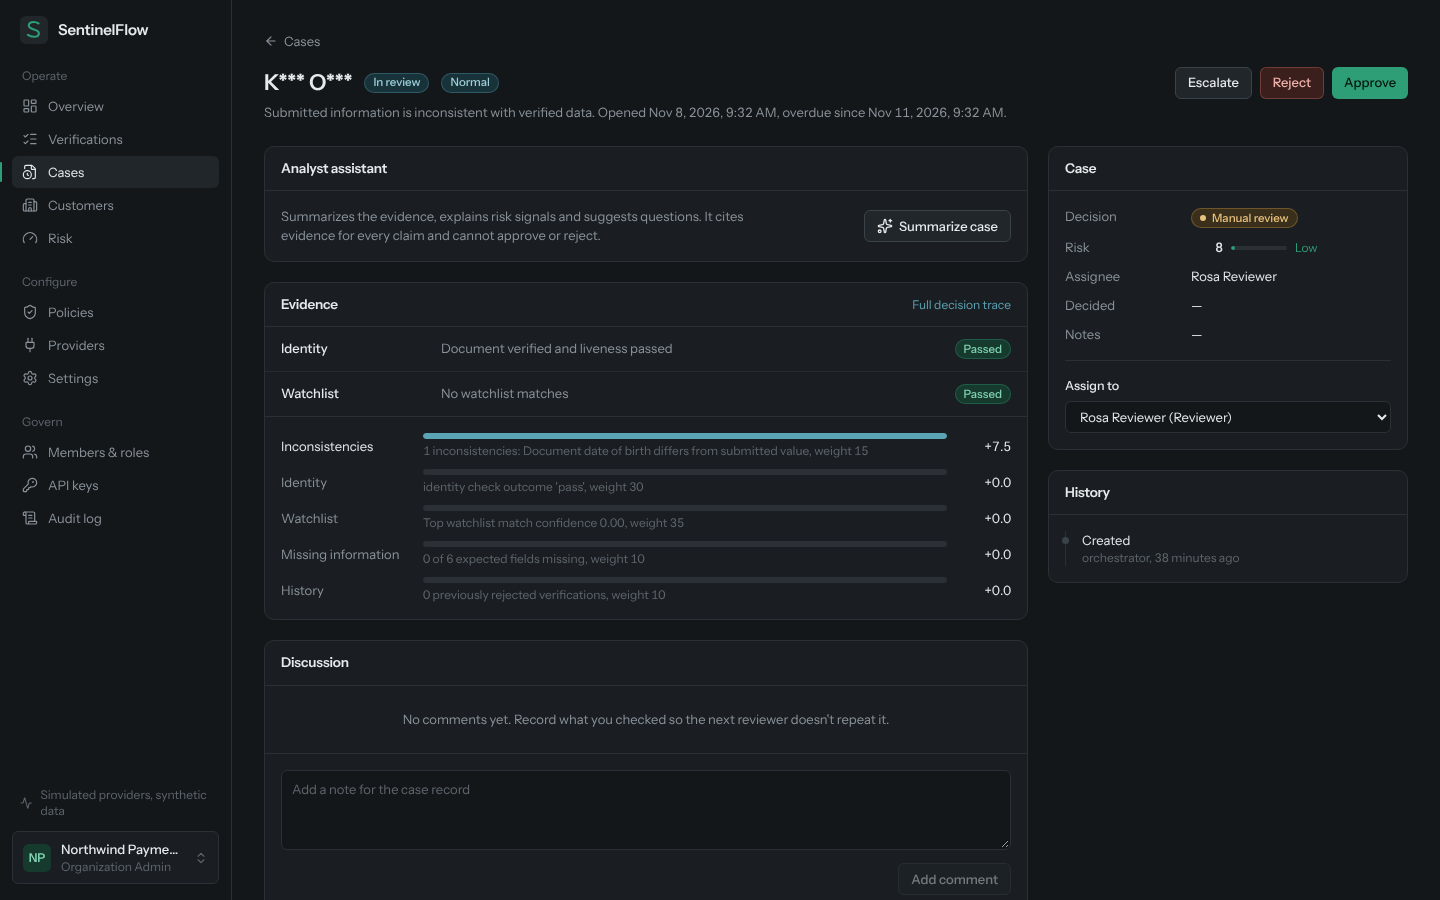 SentinelFlow
Operate
Overview
Verifications
Cases
Customers
Risk
Configure
Policies
Providers
Settings
Govern
Members & roles
API keys
Audit log
Simulated providers, synthetic
data
NP
Northwind Payme...
Organization Admin
Cases
K*** O***
In review
Normal
Escalate
Reject
Approve
Submitted information is inconsistent with verified data. Opened Nov 8, 2026, 9:32 AM, overdue since Nov 11, 2026, 9:32 AM.
Analyst assistant
Summarizes the evidence, explains risk signals and suggests questions. It cites
evidence for every claim and cannot approve or reject.
Summarize case
Evidence
Full decision trace
Identity
Document verified and liveness passed
Passed
Watchlist
No watchlist matches
Passed
Inconsistencies
1 inconsistencies: Document date of birth differs from submitted value, weight 15
+7.5
Identity
identity check outcome 'pass', weight 30
+0.0
Watchlist
Top watchlist match confidence 0.00, weight 35
+0.0
Missing information
0 of 6 expected fields missing, weight 10
+0.0
History
0 previously rejected verifications, weight 10
+0.0
Discussion
No comments yet. Record what you checked so the next reviewer doesn't repeat it.
Add a note for the case record
Add comment
Case
Decision
Manual review
Risk
8
Low
Assignee
Rosa Reviewer
Decided
—
Notes
—
Assign to
Rosa Reviewer (Reviewer)
History
Created
orchestrator, 38 minutes ago